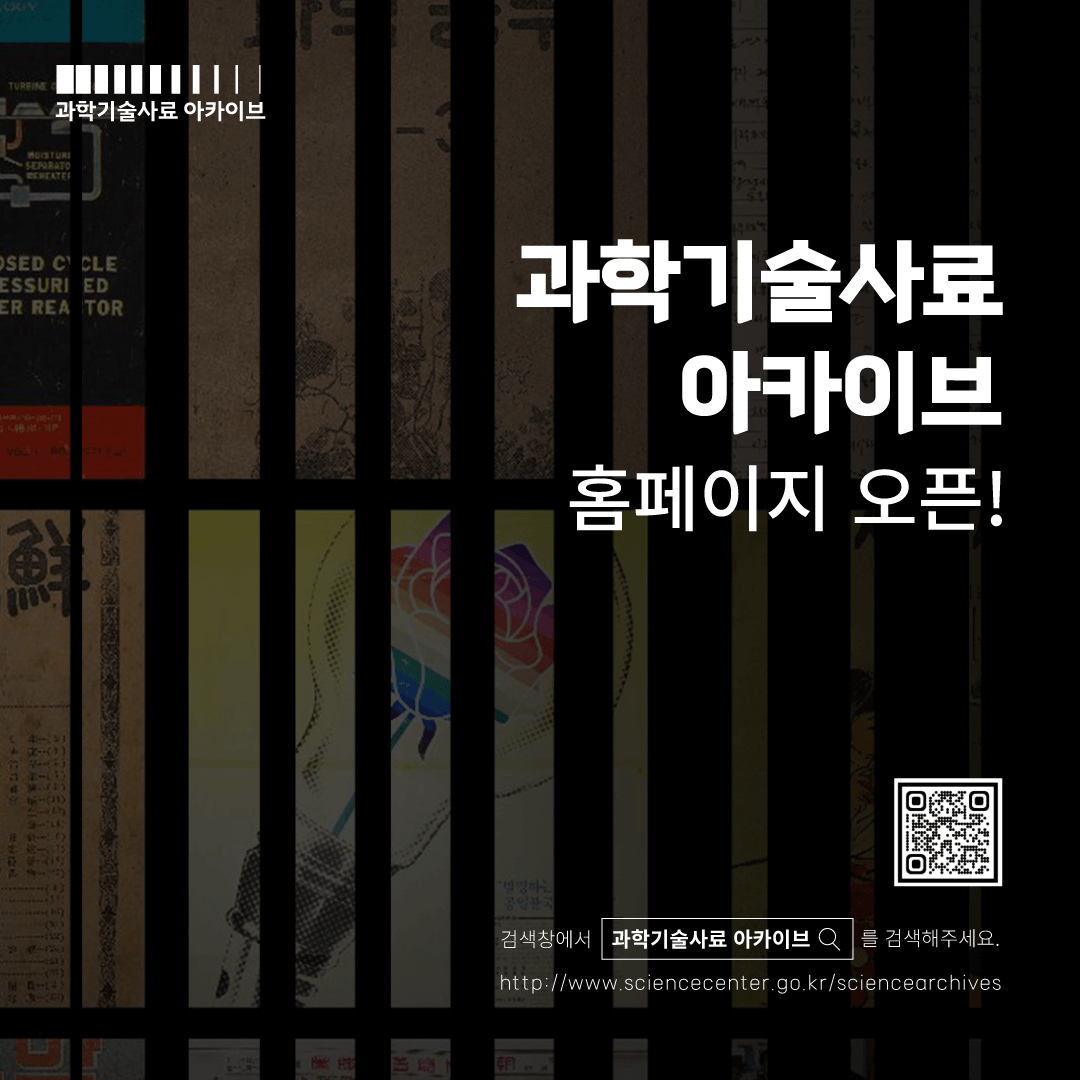 과학기술사료 아카이브
과학기술사료
아카이브
홈페이지 오픈!
검색창에서 과학기술사료 아카이브 를 검색해주세요.
http://www.sciencecenter.go.kr/sciencearchives
MOISTURE
SEPARATO
REHEATER
OSED CYCLE
ESSURI ED
ER REACTOR
鮮